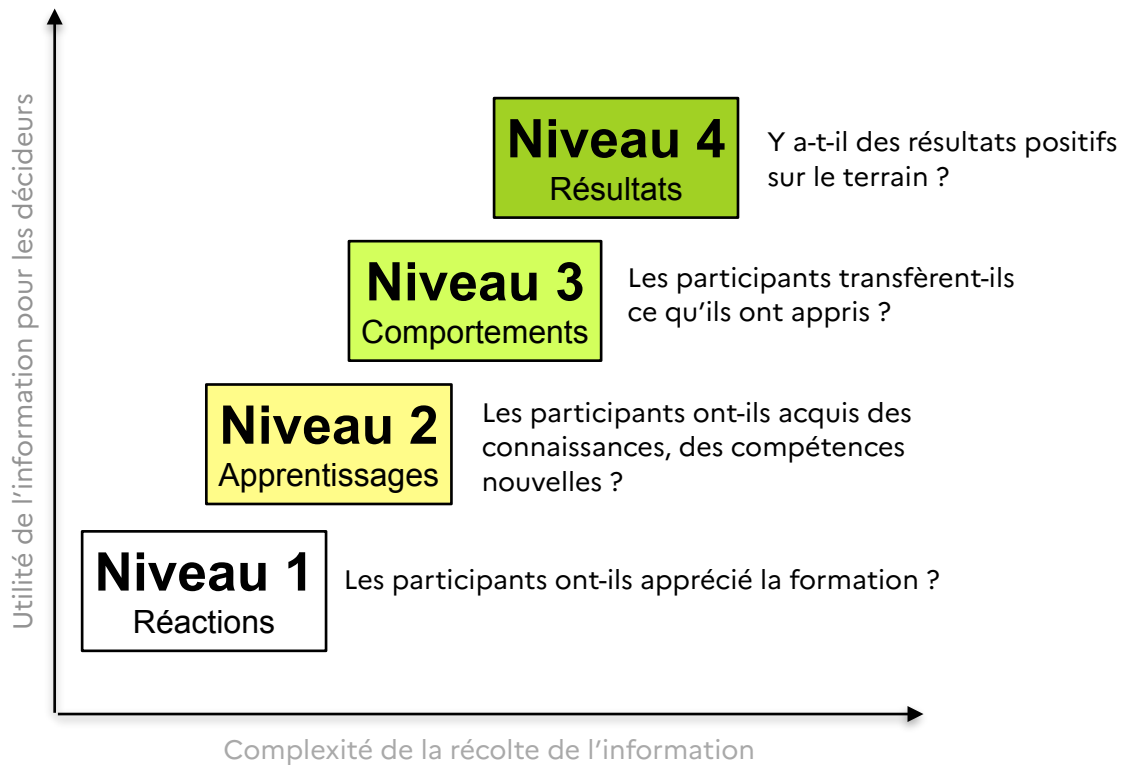 Utilité de l'information pour les décideurs
Niveau 4
Résultats
Y a-t-il des résultats positifs
sur le terrain ?
Niveau 3
Comportements
Les participants transfèrent-ils
ce qu'ils ont appris ?
Niveau 2
Apprentissages
Les participants ont-ils acquis des
connaissances, des compétences
nouvelles ?
Niveau 1
Réactions
Les participants ont-ils apprécié la formation ?
Complexité de la récolte de l'information